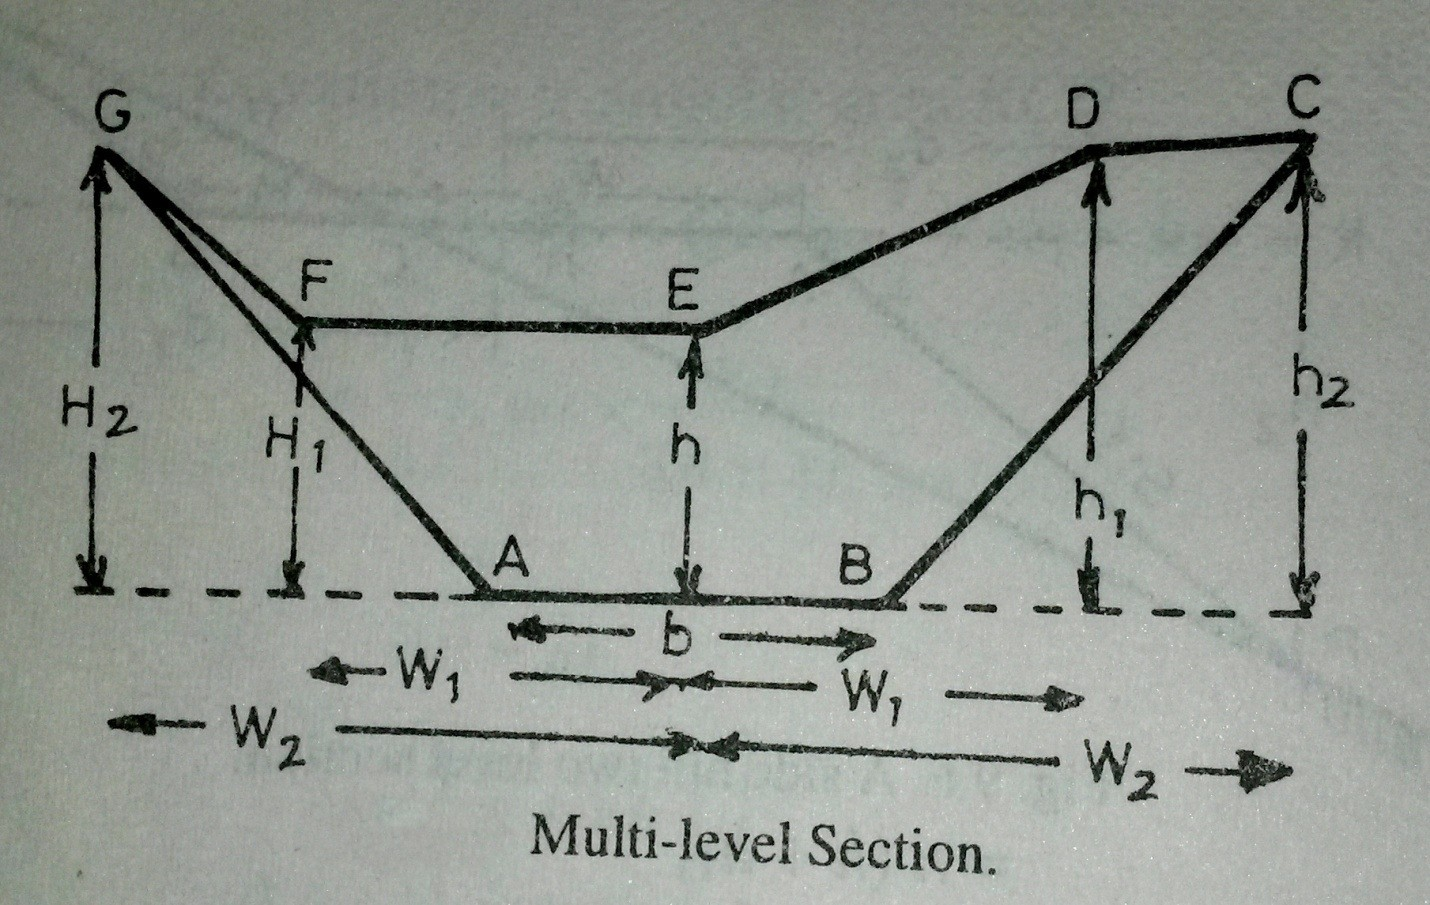 G D C
F E
H2 H1 h h2
h1
A B
b
W1 W1
W2 W2
Multi-level Section.